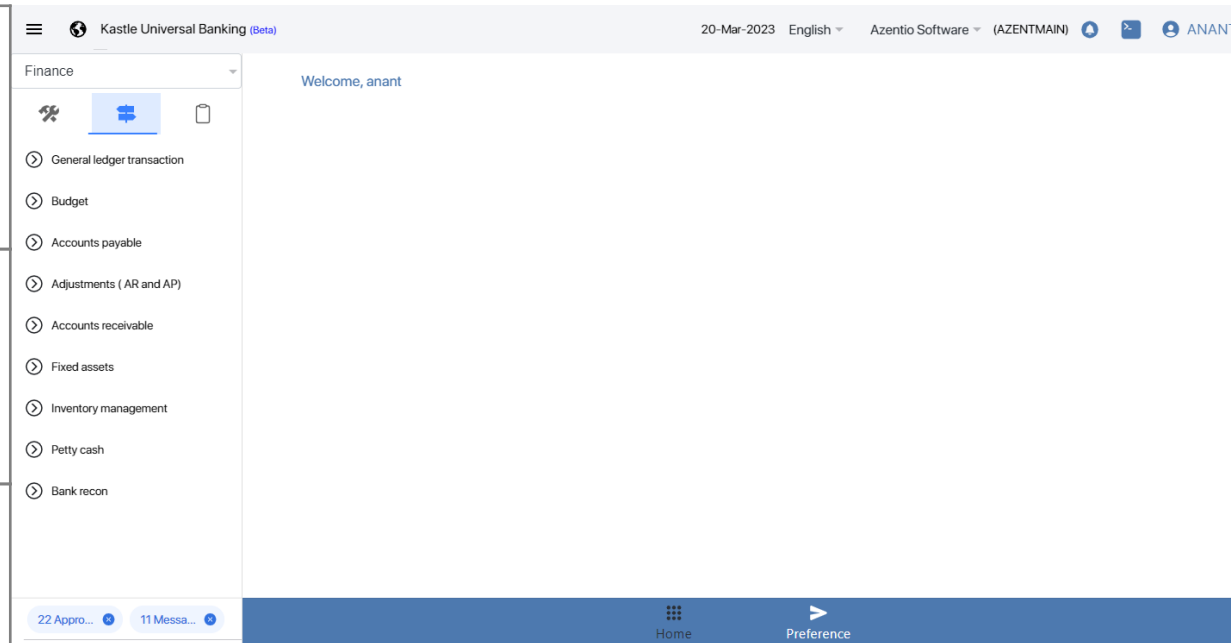 Kastle Universal Banking (Beta)
20-Mar-2023 English Azentio Software (AZENTMAIN) ANANT
Finance
Welcome, anant
General ledger transaction
Budget
Accounts payable
Adjustments ( AR and AP)
Accounts receivable
Fixed assets
Inventory management
Petty cash
Bank recon
22 Appro... 11 Messa...
Home Preference